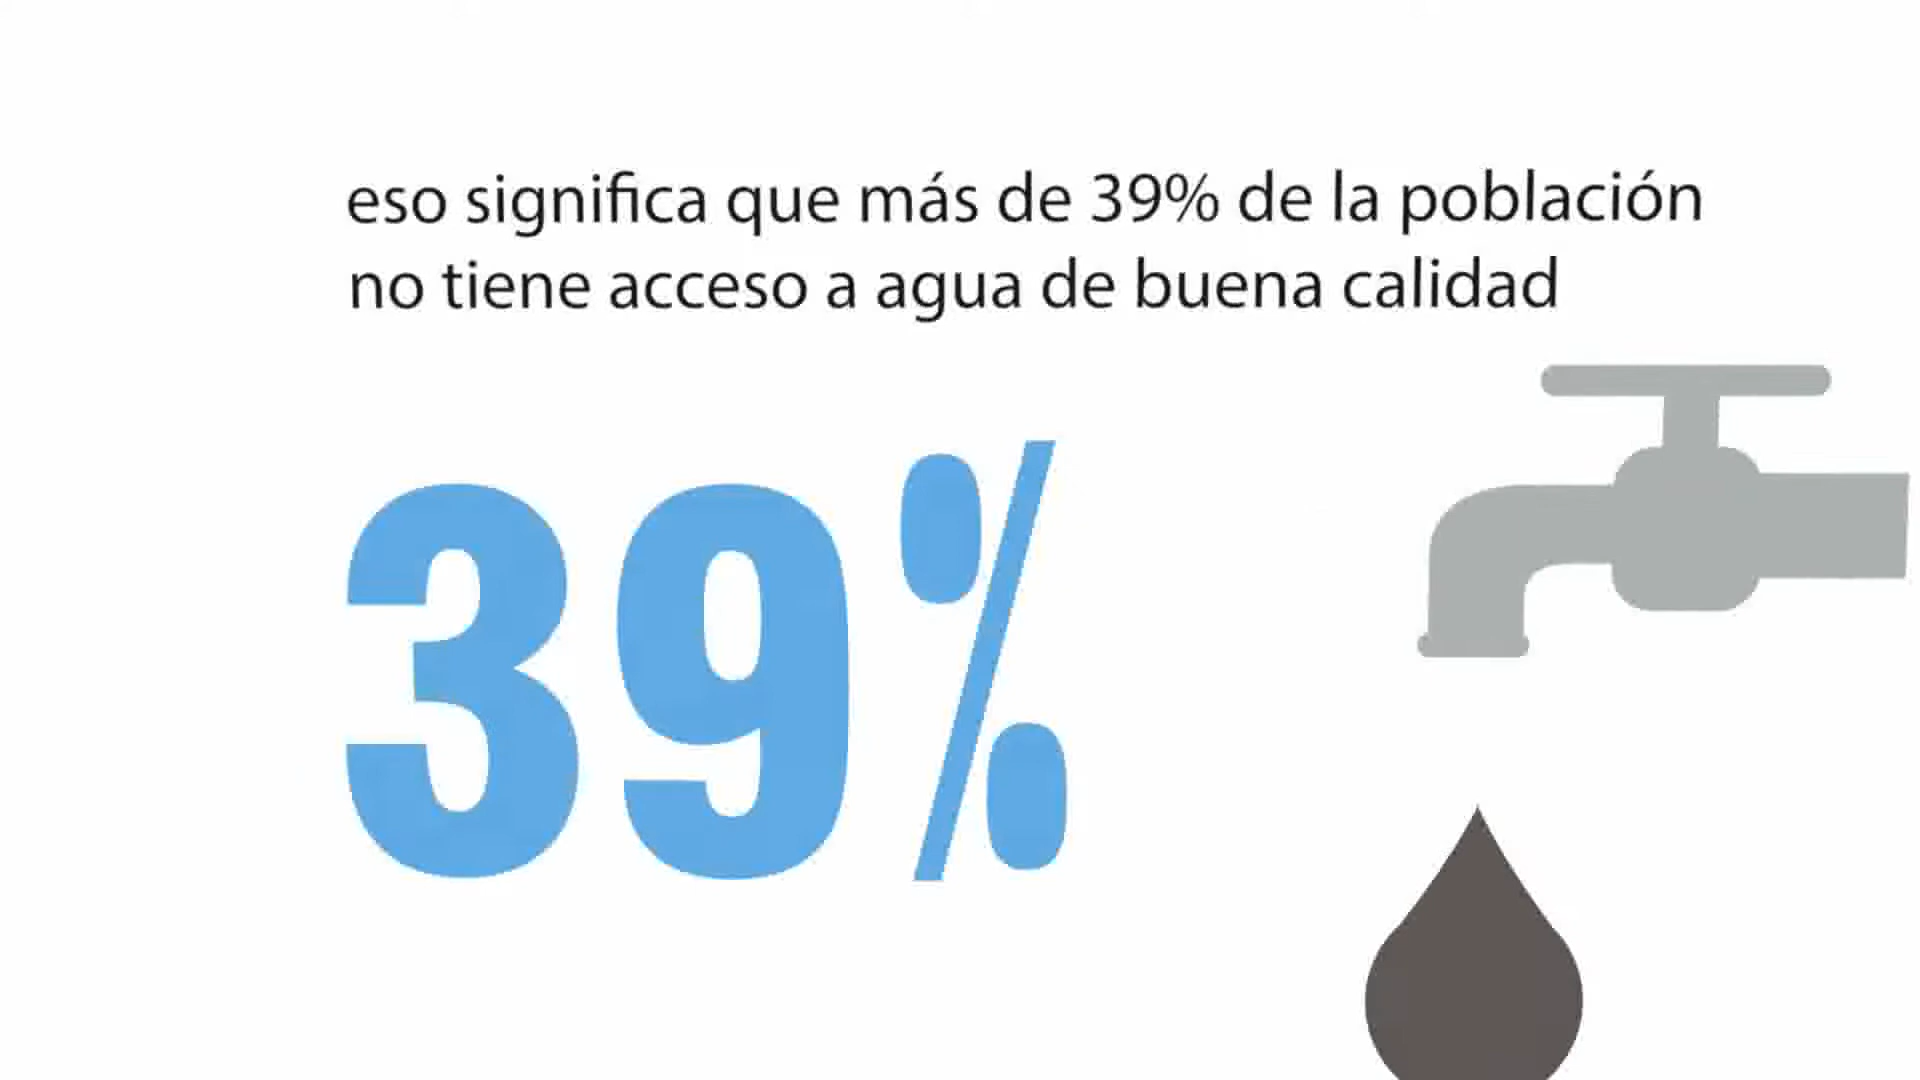 eso significa que más de 39% de la población
no tiene acceso a agua de buena calidad
39%